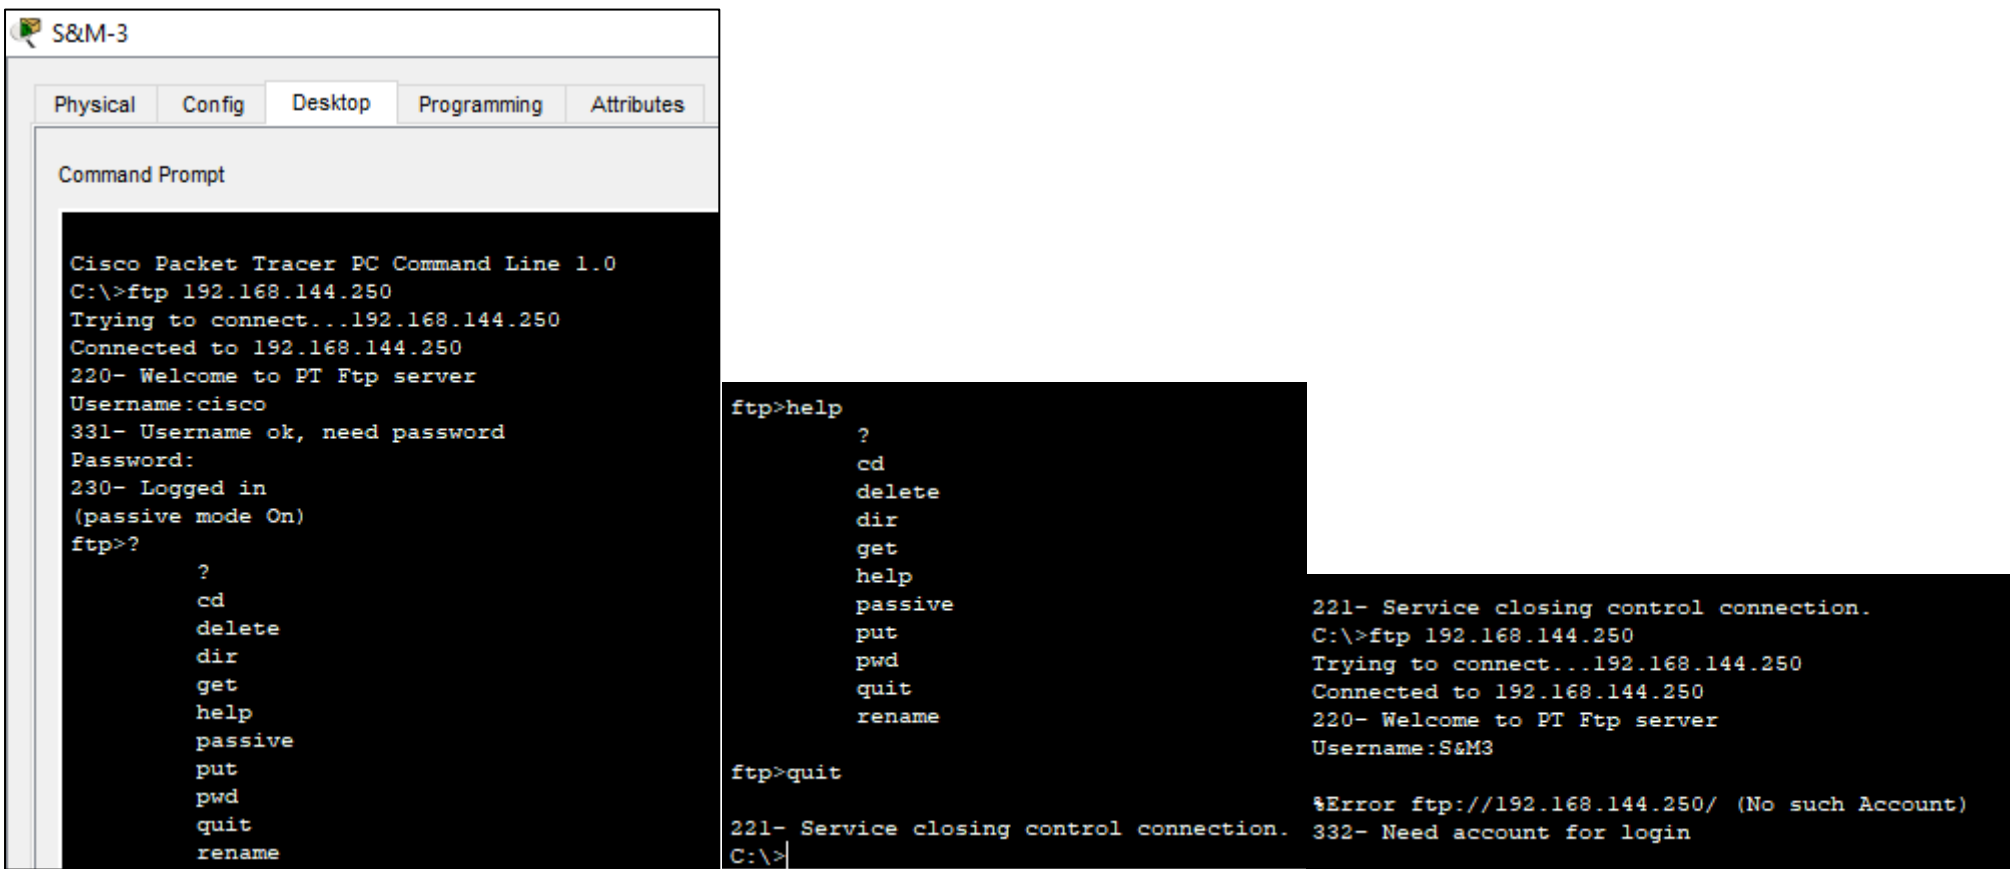 S&M-3
Physical Config Desktop Programming Attributes
Command Prompt
Cisco Packet Tracer PC Command Line 1.0
C:\>ftp 192.168.144.250
Trying to connect...192.168.144.250
Connected to 192.168.144.250
220- Welcome to PT Ftp server
Username:cisco
331- Username ok, need password
Password:
230- Logged in
(passive mode On)
ftp>?
?
cd
delete
dir
get
help
passive
put
pwd
quit
rename
ftp>help
?
cd
delete
dir
get
help
passive
put
pwd
quit
rename
ftp>quit
221- Service closing control connection.
C:\>
221- Service closing control connection.
C:\>ftp 192.168.144.250
Trying to connect...192.168.144.250
Connected to 192.168.144.250
220- Welcome to PT Ftp server
Username:S&M3
%Error ftp://192.168.144.250/ (No such Account)
332- Need account for login